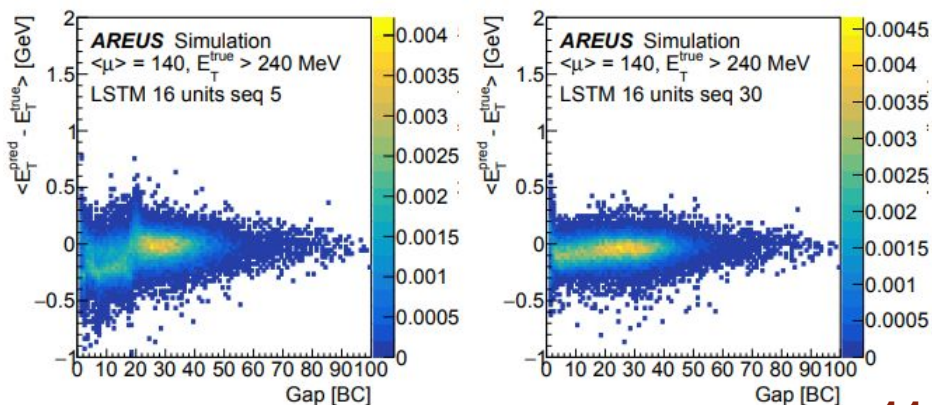 <E_T^pred - E_T^true> [GeV]
AREUS Simulation
<μ> = 140, E_T^true > 240 MeV
LSTM 16 units seq 5
2
1.5
1
0.5
0
−0.5
−1
0 10 20 30 40 50 60 70 80 90 100
Gap [BC]
0.004
0.0035
0.003
0.0025
0.002
0.0015
0.001
0.0005
0
<E_T^pred - E_T^true> [GeV]
AREUS Simulation
<μ> = 140, E_T^true > 240 MeV
LSTM 16 units seq 30
2
1.5
1
0.5
0
−0.5
−1
0 10 20 30 40 50 60 70 80 90 100
Gap [BC]
0.0045
0.004
0.0035
0.003
0.0025
0.002
0.0015
0.001
0.0005
0